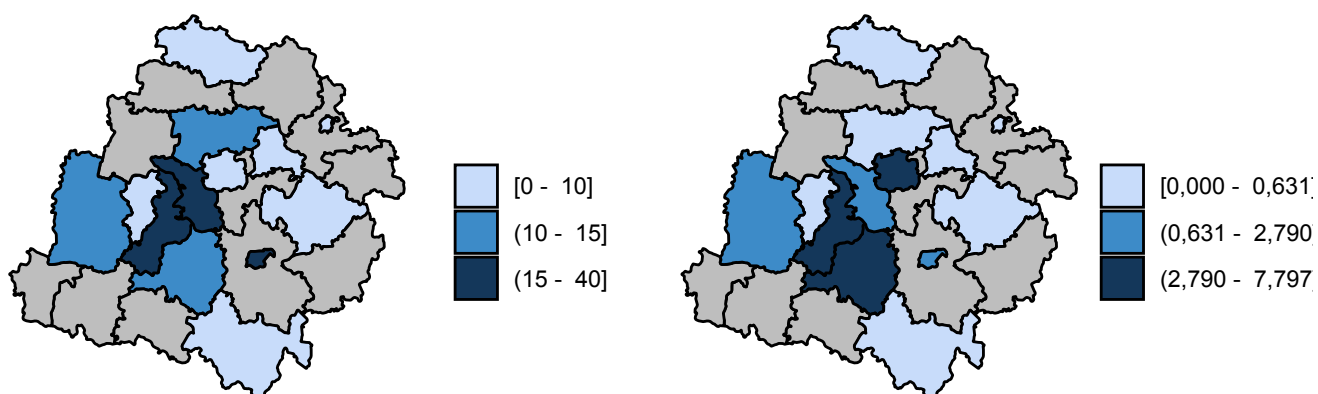 [0 - 10]
(10 - 15]
(15 - 40]
[0,000 - 0,631]
(0,631 - 2,790]
(2,790 - 7,797]